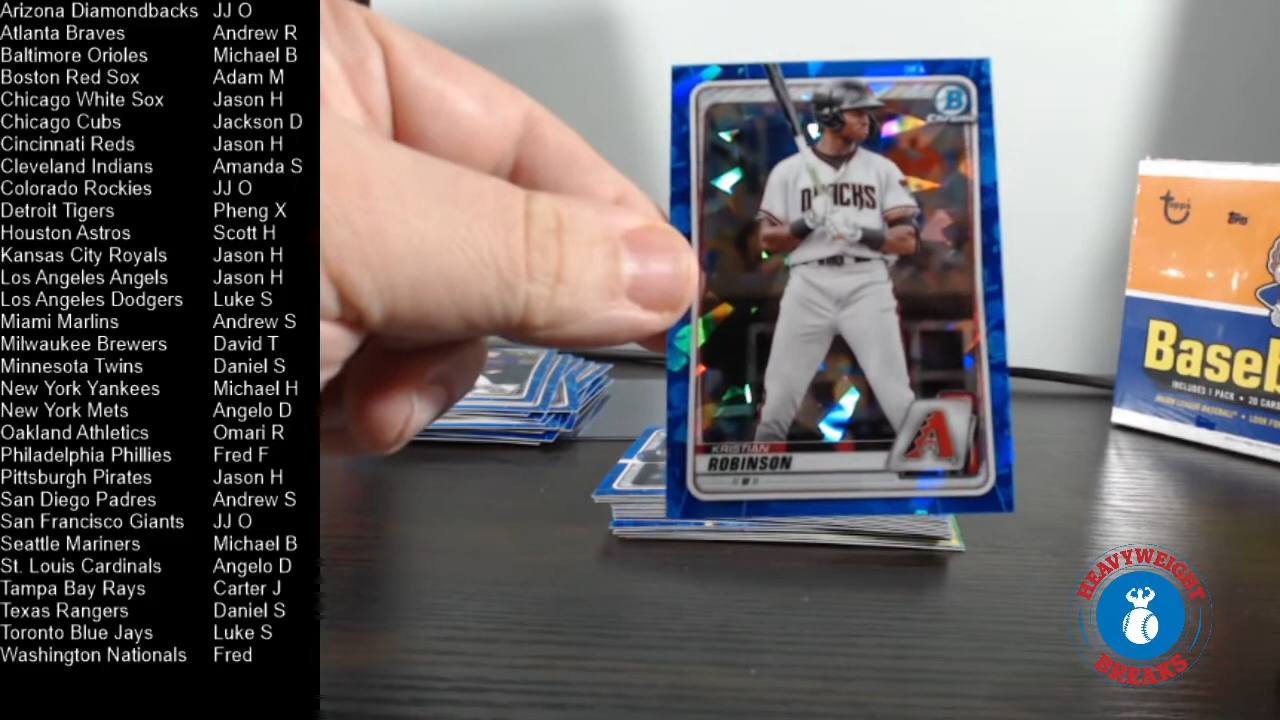 Arizona Diamondbacks JJ O
Atlanta Braves Andrew R
Baltimore Orioles Michael B
Boston Red Sox Adam M
Chicago White Sox Jason H
Chicago Cubs Jackson D
Cincinnati Reds Jason H
Cleveland Indians Amanda S
Colorado Rockies JJ O
Detroit Tigers Pheng X
Houston Astros Scott H
Kansas City Royals Jason H
Los Angeles Angels Jason H
Los Angeles Dodgers Luke S
Miami Marlins Andrew S
Milwaukee Brewers David T
Minnesota Twins Daniel S
New York Yankees Michael H
New York Mets Angelo D
Oakland Athletics Omari R
Philadelphia Phillies Fred F
Pittsburgh Pirates Jason H
San Diego Padres Andrew S
San Francisco Giants JJ O
Seattle Mariners Michael B
St. Louis Cardinals Angelo D
Tampa Bay Rays Carter J
Texas Rangers Daniel S
Toronto Blue Jays Luke S
Washington Nationals Fred
B
CHROME
KRISTIAN
ROBINSON
A
Topps
Baseb
INCLUDES 1 PACK • 20 CARDS
MAJOR LEAGUE BASEBALL
HEAVYWEIGHT
BREAKS